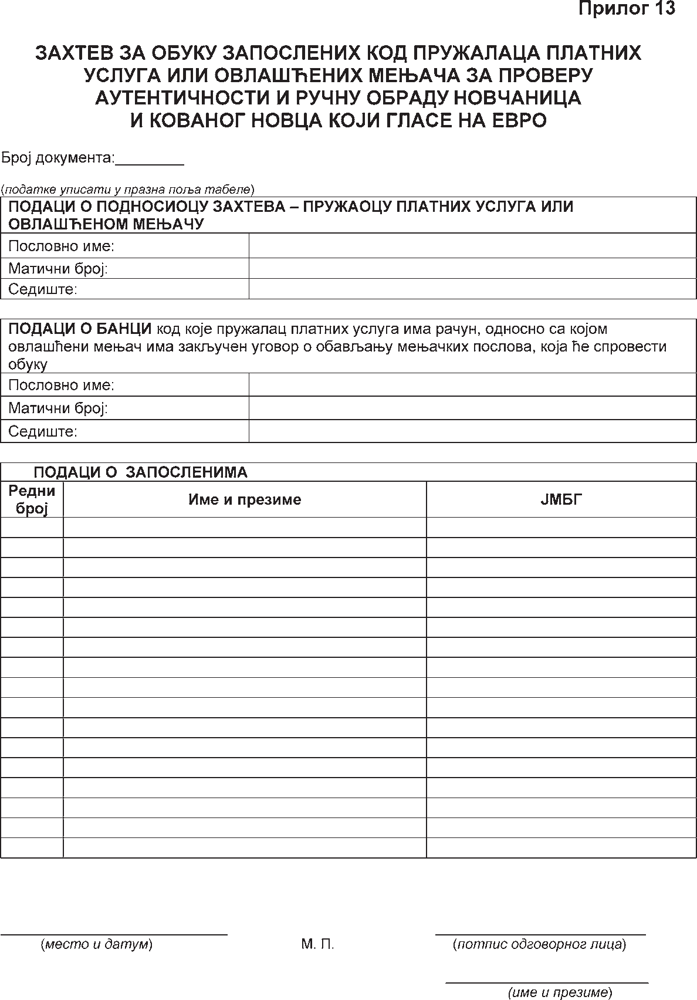 Прилог 13
ЗАХТЕВ ЗА ОБУКУ ЗАПОСЛЕНИХ КОД ПРУЖАЛАЦА ПЛАТНИХ
УСЛУГА ИЛИ ОВЛАШЋЕНИХ МЕЊАЧА ЗА ПРОВЕРУ
АУТЕНТИЧНОСТИ И РУЧНУ ОБРАДУ НОВЧАНИЦА
И КОВАНОГ НОВЦА КОЈИ ГЛАСЕ НА ЕВРО
Број документа:________
(податке уписати у празна поља табеле)
ПОДАЦИ О ПОДНОСИОЦУ ЗАХТЕВА – ПРУЖАОЦУ ПЛАТНИХ УСЛУГА ИЛИ
ОВЛАШЋЕНОМ МЕЊАЧУ
Пословно име:
Матични број:
Седиште:
ПОДАЦИ О БАНЦИ код које пружалац платних услуга има рачун, односно са којом
овлашћени мењач има закључен уговор о обављању мењачких послова, која ће спровести
обуку
Пословно име:
Матични број:
Седиште:
ПОДАЦИ О ЗАПОСЛЕНИМА
Редни
број
Име и презиме
ЈМБГ
(место и датум)
М. П.
(потпис одговорног лица)
(име и презиме)